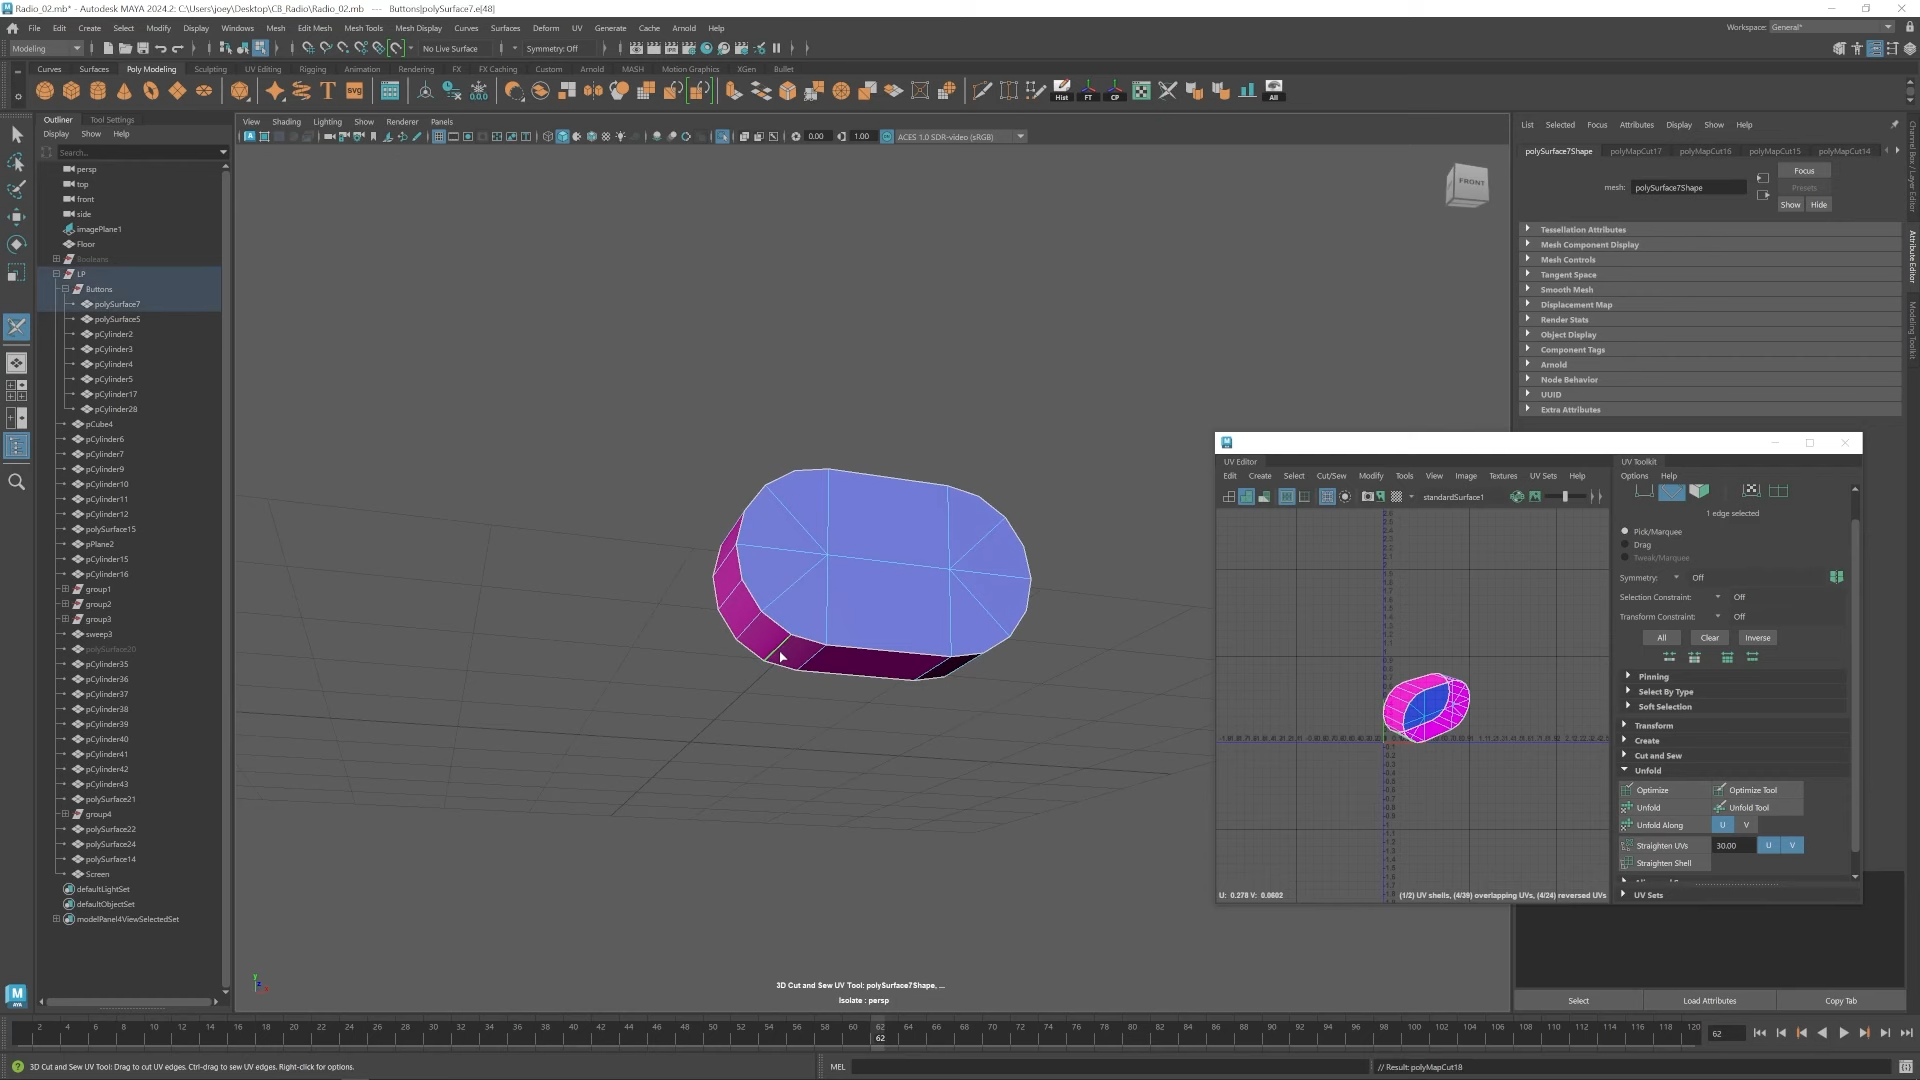 Radio_02.mb* - Autodesk MAYA 2024.2: C:\Users\joey\Desktop\CB_Radio\Radio_02.mb --- Buttons|polySurface7.e[48]
File Edit Create Select Modify Display Windows Mesh Edit Mesh Mesh Tools Mesh Display Curves Surfaces Deform UV Generate Cache Arnold Help
Workspace: General*
Modeling
No Live Surface
Symmetry: Off
Curves Surfaces Poly Modeling Sculpting UV Editing Rigging Animation Rendering FX FX Caching Custom Arnold MASH Motion Graphics XGen Bullet
SVG
Hist FT CP All
Outliner Tool Settings
Display Show Help
Search...
persp
top
front
side
imagePlane1
Floor
Booleans
LP
Buttons
polySurface7
polySurface5
pCylinder2
pCylinder3
pCylinder4
pCylinder5
pCylinder17
pCylinder28
pCube4
pCylinder6
pCylinder7
pCylinder9
pCylinder10
pCylinder11
pCylinder12
polySurface15
pPlane2
pCylinder15
pCylinder16
group1
group2
group3
sweep3
polySurface20
pCylinder35
pCylinder36
pCylinder37
pCylinder38
pCylinder39
pCylinder40
pCylinder41
pCylinder42
pCylinder43
polySurface21
group4
polySurface22
polySurface24
polySurface14
Screen
defaultLightSet
defaultObjectSet
modelPanel4ViewSelectedSet
View Shading Lighting Show Renderer Panels
0.00 1.00 ACES 1.0 SDR-video (sRGB)
FRONT
3D Cut and Sew UV Tool: polySurface7Shape, ...
Isolate : persp
List Selected Focus Attributes Display Show Help
polySurface7Shape polyMapCut17 polyMapCut16 polyMapCut15 polyMapCut14
mesh: polySurface7Shape
Focus
Presets
Show Hide
Tessellation Attributes
Mesh Component Display
Mesh Controls
Tangent Space
Smooth Mesh
Displacement Map
Render Stats
Object Display
Component Tags
Arnold
Node Behavior
UUID
Extra Attributes
Channel Box / Layer Editor
Attribute Editor
Modeling Toolkit
UV Editor
Edit Create Select Cut/Sew Modify Tools View Image Textures UV Sets Help
standardSurface1
U: 0.278 V: 0.0602
(1/2) UV shells, (4/39) overlapping UVs, (4/24) reversed UVs
UV Toolkit
Options Help
1 edge selected
Pick/Marquee
Drag
Tweak/Marquee
Symmetry: Off
Selection Constraint: Off
Transform Constraint: Off
All Clear Inverse
Pinning
Select By Type
Soft Selection
Transform
Create
Cut and Sew
Unfold
Optimize Optimize Tool
Unfold Unfold Tool
Unfold Along U V
Straighten UVs 30.00 U V
Straighten Shell
UV Sets
Select Load Attributes Copy Tab
2 4 6 8 10 12 14 16 18 20 22 24 26 28 30 32 34 36 38 40 42 44 46 48 50 52 54 56 58 60 62 64 66 68 70 72 74 76 78 80 82 84 86 88 90 92 94 96 98 100 102 104 106 108 110 112 114 116 118 120
62
62
3D Cut and Sew UV Tool: Drag to cut UV edges. Ctrl-drag to sew UV edges. Right-click for options.
MEL
// Result: polyMapCut18